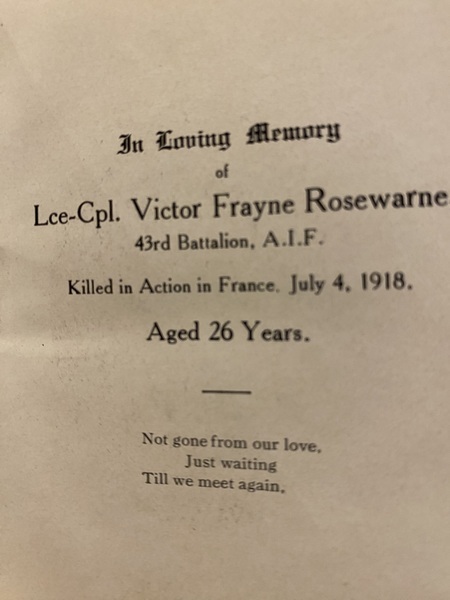 In Loving Memory
of
Lce-Cpl. Victor Frayne Rosewarne
43rd Battalion, A.I.F.
Killed in Action in France, July 4, 1918.
Aged 26 Years.
Not gone from our love,
Just waiting
Till we meet again.